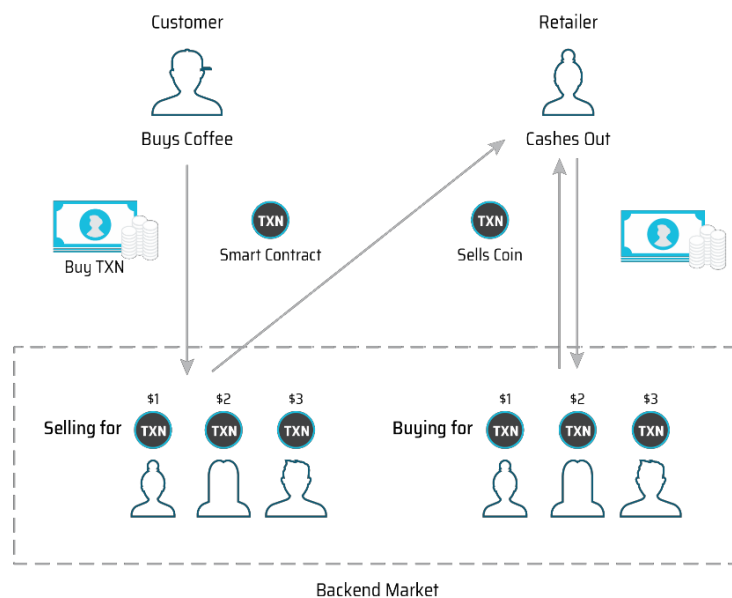 Customer
Retailer
Buys Coffee
Cashes Out
TXN
TXN
Buy TXN
Smart Contract
Sells Coin
$1 $2 $3
Selling for TXN TXN TXN
$1 $2 $3
Buying for TXN TXN TXN
Backend Market